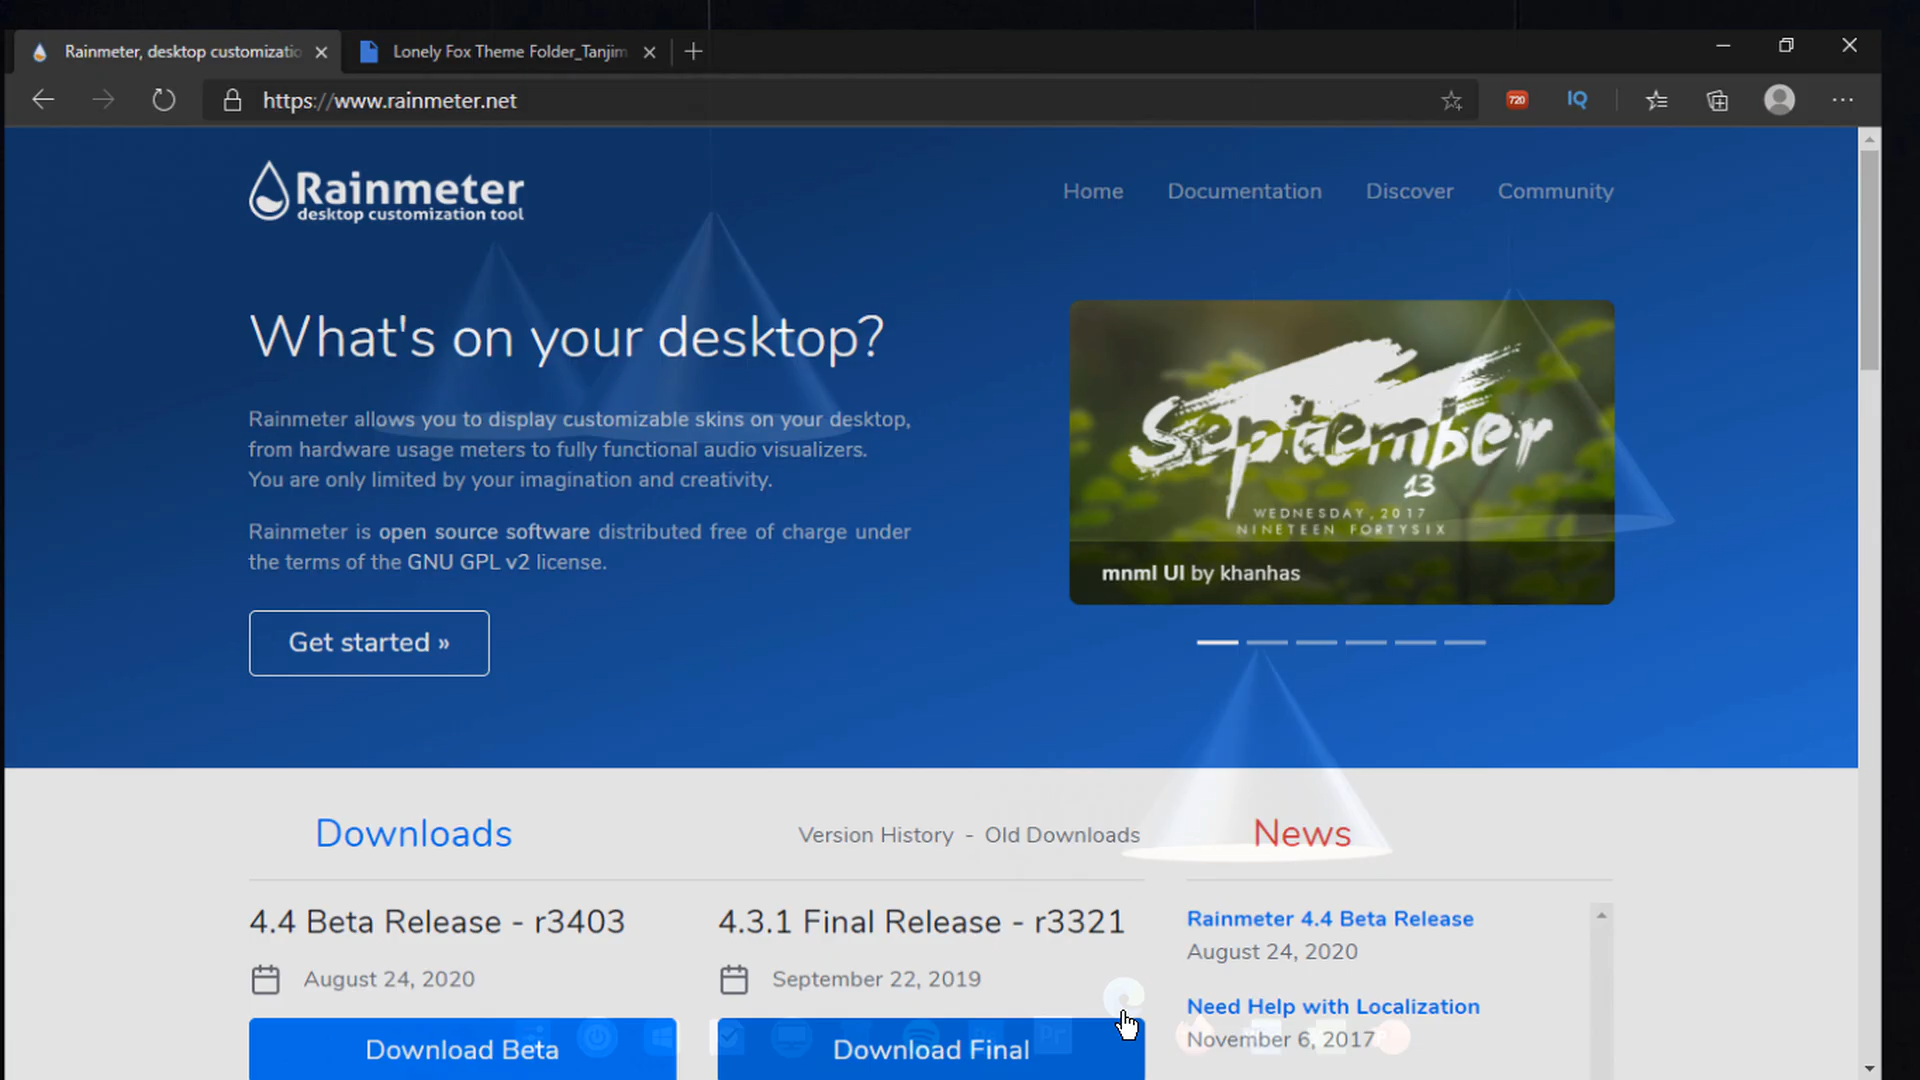 Rainmeter, desktop customizatio
Lonely Fox Theme Folder_Tanjim
https://www.rainmeter.net
720
IQ
Rainmeter
desktop customization tool
Home
Documentation
Discover
Community
What's on your desktop?
Rainmeter allows you to display customizable skins on your desktop,
from hardware usage meters to fully functional audio visualizers.
You are only limited by your imagination and creativity.
Rainmeter is open source software distributed free of charge under
the terms of the GNU GPL v2 license.
Get started »
September
13
WEDNESDAY, 2017
NINETEEN FORTYSIX
mnml UI by khanhas
Downloads
Version History - Old Downloads
News
4.4 Beta Release - r3403
August 24, 2020
Download Beta
4.3.1 Final Release - r3321
September 22, 2019
Download Final
Pr
Rainmeter 4.4 Beta Release
August 24, 2020
Need Help with Localization
November 6, 2017